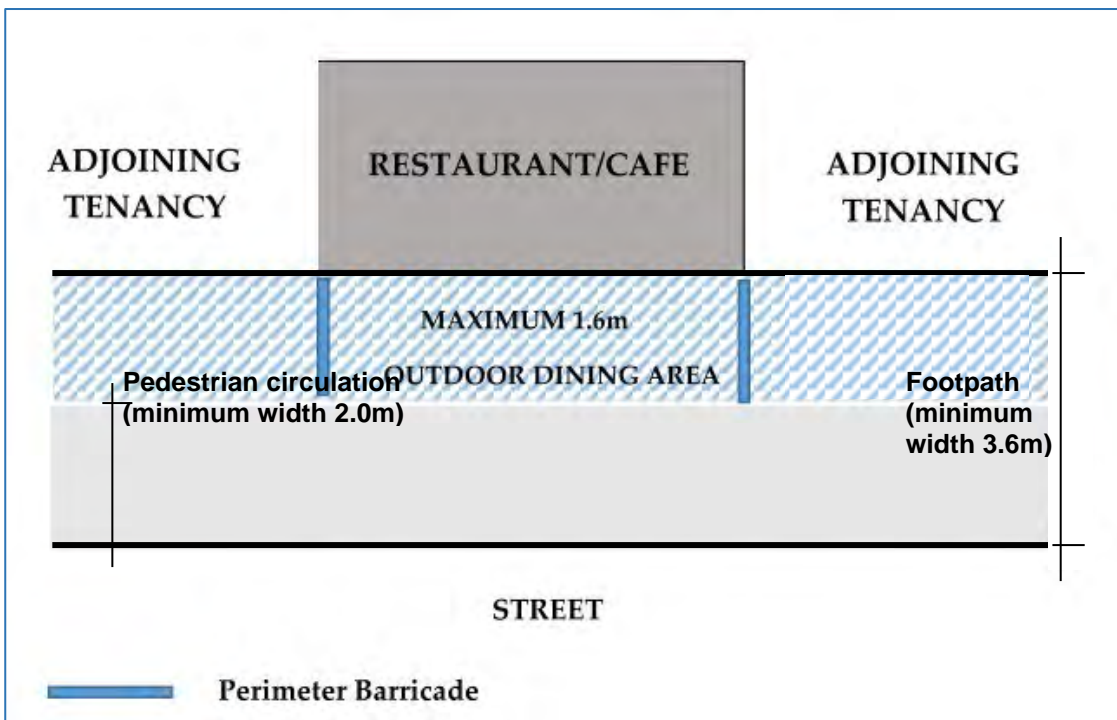 ADJOINING
TENANCY
RESTAURANT/CAFE
ADJOINING
TENANCY
MAXIMUM 1.6m
OUTDOOR DINING AREA
Pedestrian circulation
(minimum width 2.0m)
Footpath
(minimum
width 3.6m)
STREET
Perimeter Barricade